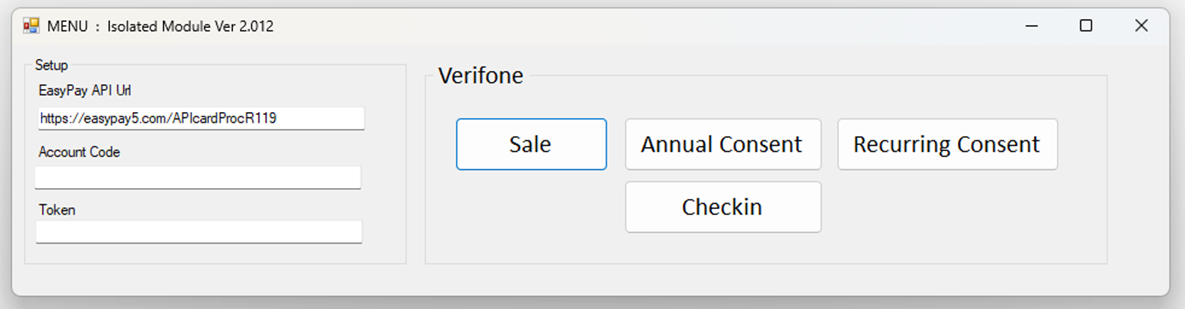 MENU : Isolated Module Ver 2.012
Setup
EasyPay API Url
https://easypay5.com/APIcardProcR119
Account Code
Token
Verifone
Sale
Annual Consent
Recurring Consent
Checkin